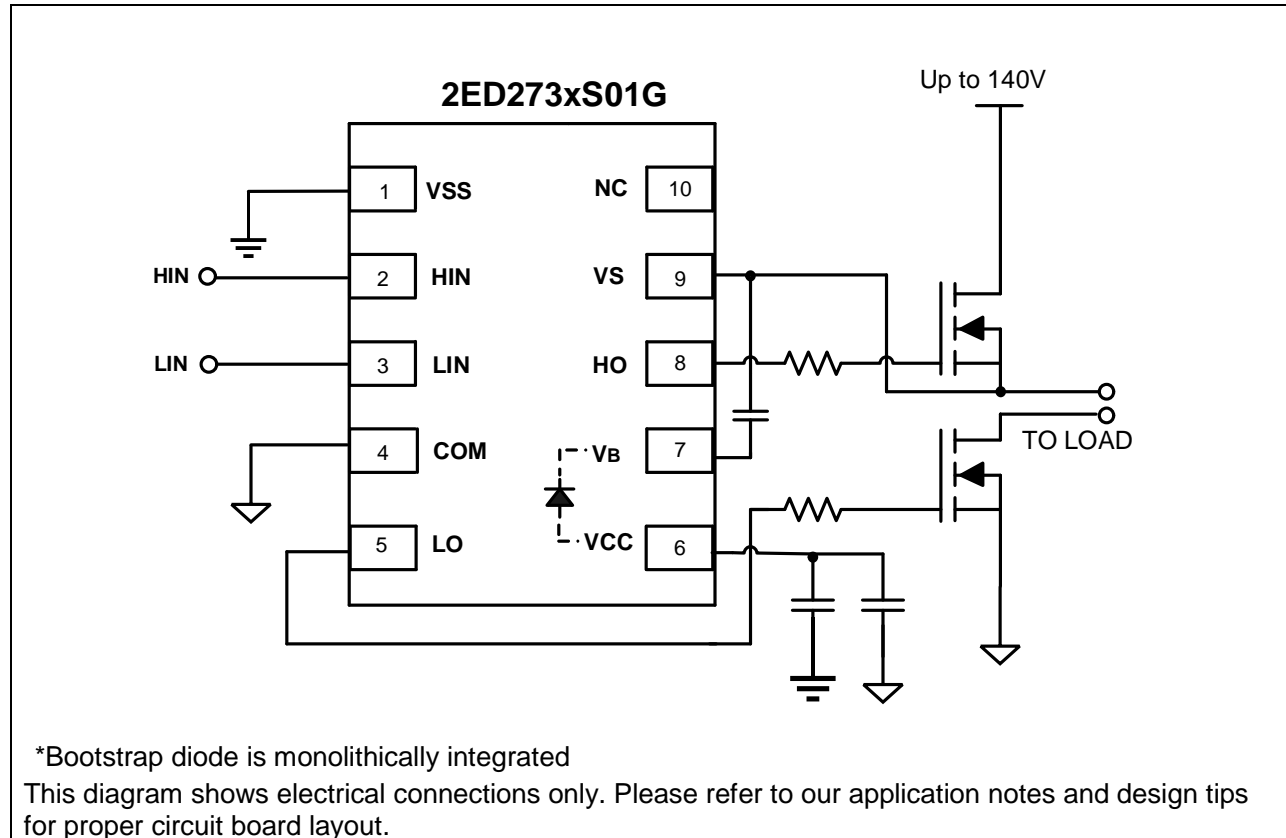 2ED273xS01G
Up to 140V
1 VSS NC 10
HIN 2 HIN VS 9
LIN 3 LIN HO 8
4 COM VB 7
TO LOAD
5 LO VCC 6
*Bootstrap diode is monolithically integrated
This diagram shows electrical connections only. Please refer to our application notes and design tips
for proper circuit board layout.